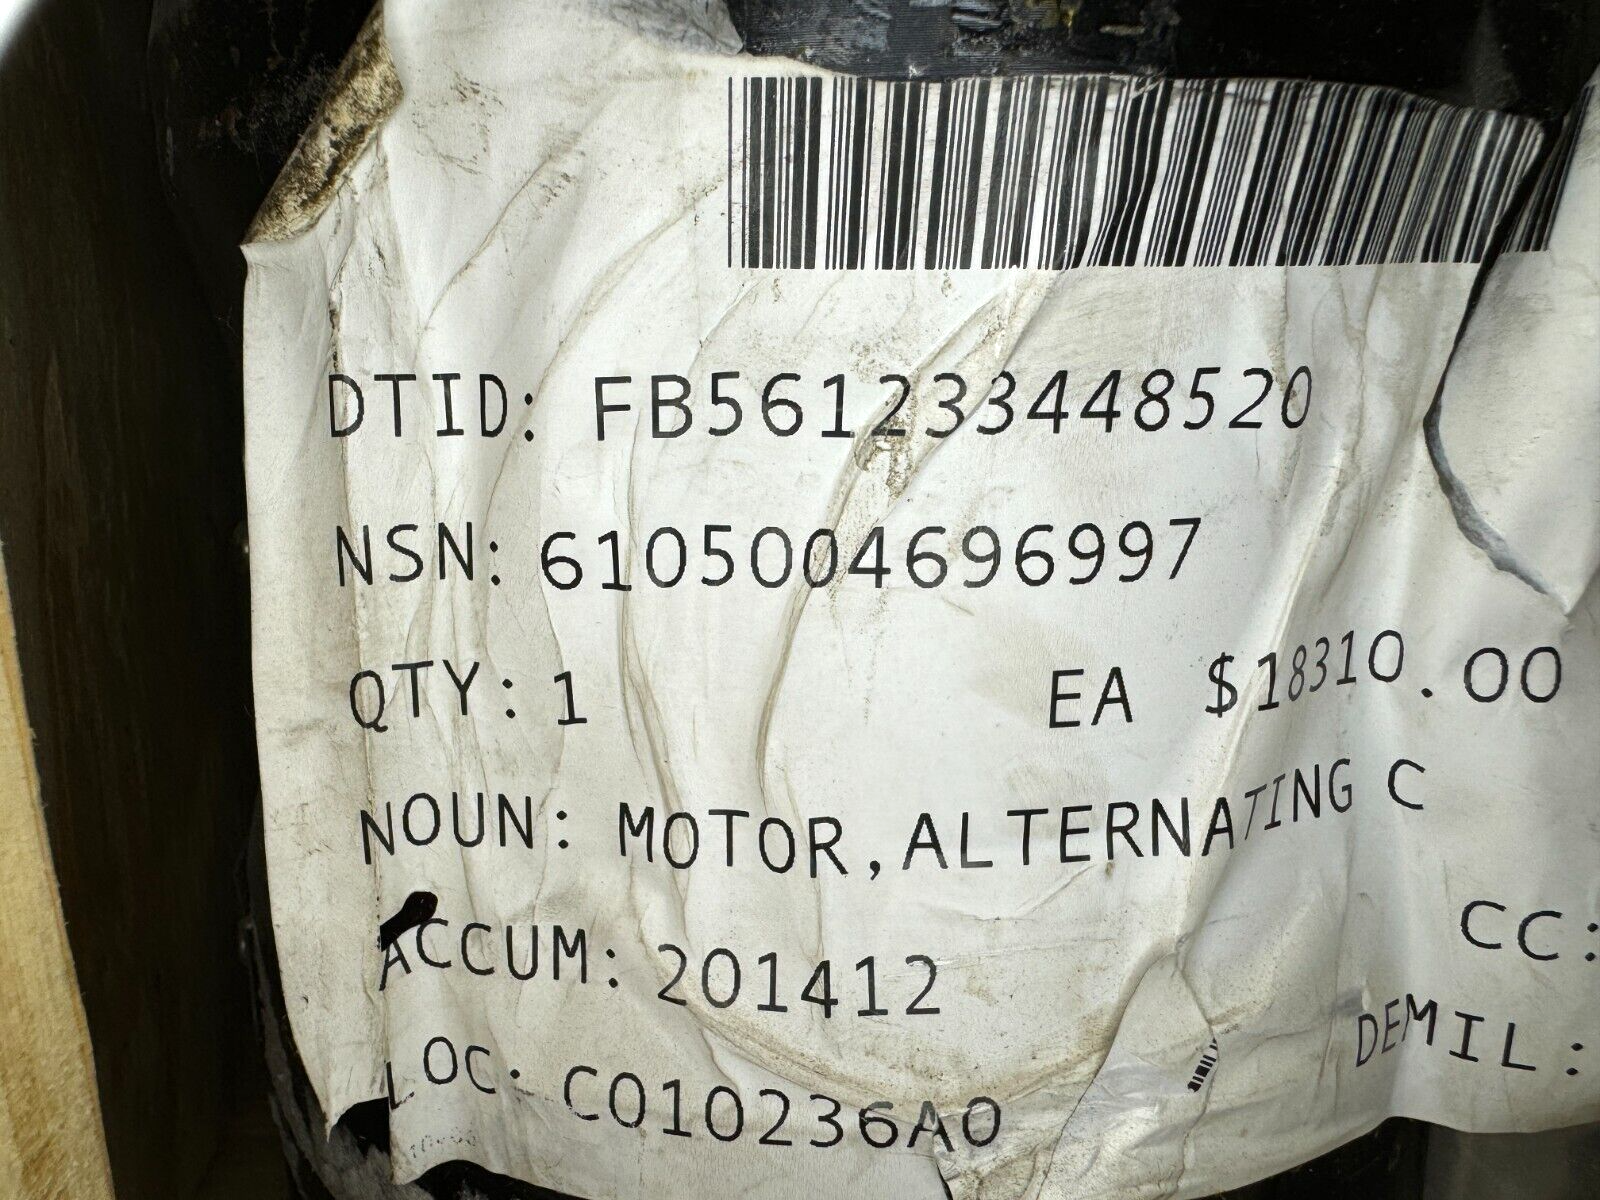 DTID: FB561233448520
NSN: 6105004696997
QTY: 1 EA $18310.00
NOUN: MOTOR,ALTERNATING C
ACCUM: 201412 CC:
DEMIL:
LOC: C010236A0